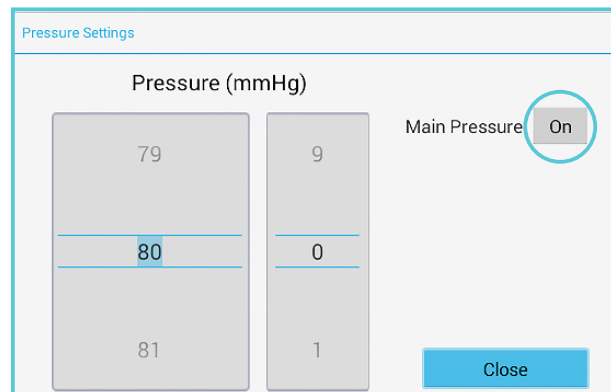 Pressure Settings
Pressure (mmHg)
Main Pressure On
79 9
80 0
81 1
Close